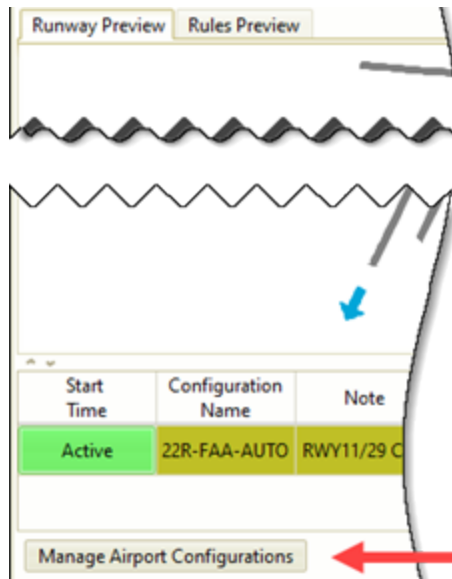 Runway Preview Rules Preview
Start Time Configuration Name Note
Active 22R-FAA-AUTO RWY11/29 C
Manage Airport Configurations